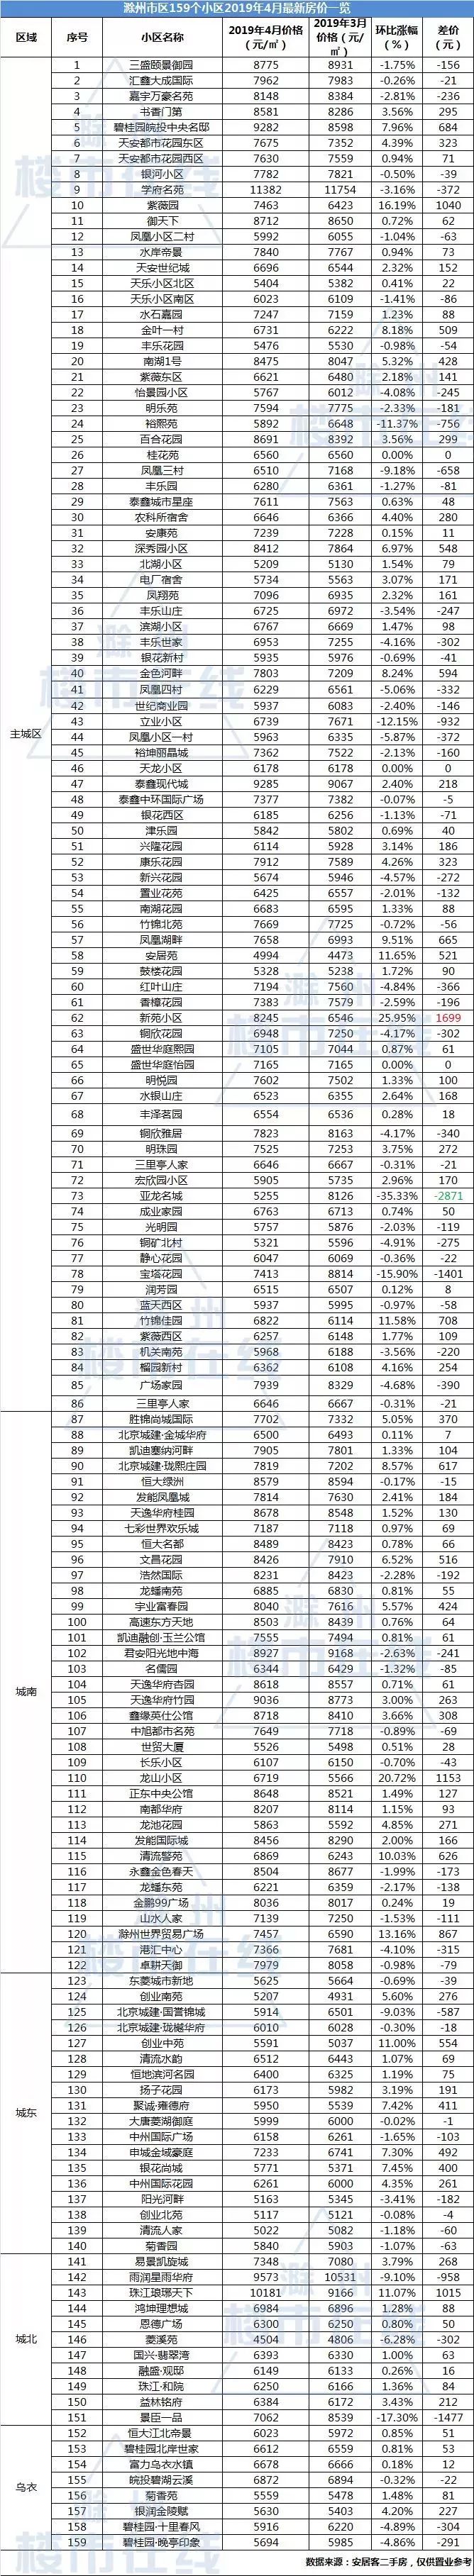 滁州市区159个小区2019年4月最新房价一览
区域 序号 小区名称 2019年4月价格（元/㎡） 2019年3月价格（元/㎡） 环比涨幅（%） 差价（元/㎡）
主城区
1 三盛颐景御园 8775 8931 -1.75% -156
2 汇鑫大成国际 7962 7983 -0.26% -21
3 嘉宇万豪名苑 8148 8384 -2.81% -236
4 书香门第 8581 8286 3.56% 295
5 碧桂园皖投中央名邸 9282 8598 7.96% 684
6 天安都市花园东区 7675 7352 4.39% 323
7 天安都市花园西区 7630 7559 0.94% 71
8 银河小区 7782 7821 -0.50% -39
9 学府名苑 11382 11754 -3.16% -372
10 紫薇园 7463 6423 16.19% 1040
11 御天下 8712 8650 0.72% 62
12 凤凰小区二村 5992 6055 -1.04% -63
13 水岸帝景 7840 7767 0.94% 73
14 天安世纪城 6696 6544 2.32% 152
15 天乐小区北区 5404 5382 0.41% 22
16 天乐小区南区 6023 6109 -1.41% -86
17 水石嘉园 7247 7159 1.23% 88
18 金叶一村 6731 6222 8.18% 509
19 丰乐花园 5476 5530 -0.98% -54
20 南湖1号 8475 8047 5.32% 428
21 紫薇东区 6621 6480 2.18% 141
22 怡景园小区 5767 6012 -4.08% -245
23 明乐苑 7594 7775 -2.33% -181
24 裕熙苑 5892 6648 -11.37% -756
25 百合花园 8691 8392 3.56% 299
26 桂花苑 6560 6560 0.00% 0
27 凤凰三村 6510 7168 -9.18% -658
28 丰乐园 6280 6361 -1.27% -81
29 泰鑫城市星座 7611 7563 0.63% 48
30 农科所宿舍 6646 6366 4.40% 280
31 安康苑 7239 7228 0.15% 11
32 深秀园小区 8412 7864 6.97% 548
33 北湖小区 5209 5130 1.54% 79
34 电厂宿舍 5734 5563 3.07% 171
35 凤翔苑 7096 6935 2.32% 161
36 丰乐山庄 6725 6972 -3.54% -247
37 滨湖小区 6767 6669 1.47% 98
38 丰乐世家 6953 7255 -4.16% -302
39 银花新村 5935 5976 -0.69% -41
40 金色河畔 7803 7209 8.24% 594
41 凤凰四村 6229 6561 -5.06% -332
42 世纪商业园 5937 6083 -2.40% -146
43 立业小区 6739 7671 -12.15% -932
44 凤凰小区一村 5963 6335 -5.87% -372
45 裕坤丽晶城 7362 7522 -2.13% -160
46 天龙小区 6178 6178 0.00% 0
47 泰鑫现代城 9285 9067 2.40% 218
48 泰鑫中环国际广场 7377 7382 -0.07% -5
49 银花西区 6185 6256 -1.13% -71
50 津乐园 5842 5802 0.69% 40
51 兴隆花园 6114 5928 3.14% 186
52 康乐花园 7912 7589 4.26% 323
53 新兴花园 5674 5946 -4.57% -272
54 置业花苑 6425 6557 -2.01% -132
55 南湖花园 6683 6595 1.33% 88
56 竹锦北苑 7669 7725 -0.72% -56
57 凤凰湖畔 7658 6993 9.51% 665
58 安居苑 4994 4473 11.65% 521
59 鼓楼花园 5328 5238 1.72% 90
60 红叶山庄 7194 7560 -4.84% -366
61 香樟花园 7383 7579 -2.59% -196
62 新苑小区 8245 6546 25.95% 1699
63 铜欣花园 6948 7250 -4.17% -302
64 盛世华庭熙园 7105 7044 0.87% 61
65 盛世华庭怡园 7165 7165 0.00% 0
66 明悦园 7602 7502 1.33% 100
67 水银山庄 6523 6355 2.64% 168
68 丰泽茗园 6554 6536 0.28% 18
69 铜欣雅居 7823 8163 -4.17% -340
70 明珠园 7525 7253 3.75% 272
71 三里亭人家 6646 6667 -0.31% -21
72 宏欣园小区 5905 5735 2.96% 170
73 亚龙名城 5255 8126 -35.33% -2871
74 成业家园 6763 6713 0.74% 50
75 光明园 5757 5876 -2.03% -119
76 铜矿北村 5321 5596 -4.91% -275
77 静心花园 6047 6069 -0.36% -22
78 宝塔花园 7413 8814 -15.90% -1401
79 润芳园 6515 6507 0.12% 8
80 蓝天西区 5937 5995 -0.97% -58
81 竹锦佳园 6822 6114 11.58% 708
82 紫薇西区 6257 6148 1.77% 109
83 机关南苑 5968 6188 -3.56% -220
84 榴园新村 6362 6108 4.16% 254
85 广场家园 7939 8329 -4.68% -390
86 三里亭人家 6646 6667 -0.31% -21
城南
87 胜锦尚城国际 7702 7332 5.05% 370
88 北京城建·金城华府 6500 6493 0.11% 7
89 凯迪塞纳河畔 7905 7801 1.33% 104
90 北京城建·珑熙庄园 7819 7202 8.57% 617
91 恒大绿洲 8579 8594 -0.17% -15
92 发能凤凰城 7814 7630 2.41% 184
93 天逸华府桂园 8678 8548 1.52% 130
94 七彩世界欢乐城 7187 7118 0.97% 69
95 恒大名都 8489 8423 0.78% 66
96 文昌花园 8426 7910 6.52% 516
97 浩然国际 8231 8423 -2.28% -192
98 龙蟠南苑 6885 6830 0.81% 55
99 宇业富春园 8040 7616 5.57% 424
100 高速东方天地 8503 8439 0.76% 64
101 凯迪融创·玉兰公馆 7555 7494 0.81% 61
102 君安阳光地中海 8927 9168 -2.63% -241
103 名儒园 6344 6429 -1.32% -85
104 天逸华府杏园 8618 8557 0.71% 61
105 天逸华府竹园 9036 8773 3.00% 263
106 鑫缘英仕公馆 8718 8410 3.66% 308
107 中旭都市名苑 7649 7718 -0.89% -69
108 世贸大厦 5526 5498 0.51% 28
109 长乐小区 6107 6150 -0.70% -43
110 龙山小区 6719 5566 20.72% 1153
111 正东中央公馆 8648 8521 1.49% 127
112 南都华府 8207 8114 1.15% 93
113 龙池花园 5863 5592 4.85% 271
114 发能国际城 8456 8290 2.00% 166
115 清流警苑 6869 6243 10.03% 626
116 永鑫金色春天 8504 8677 -1.99% -173
117 龙蟠东苑 6221 6359 -2.17% -138
118 金鹏99广场 8036 8017 0.24% 19
119 山水人家 7139 7250 -1.53% -111
120 滁州世界贸易广场 7457 6590 13.16% 867
121 港汇中心 7366 7681 -4.10% -315
122 卓耕天御 7979 8058 -0.98% -79
城东
123 东菱城市新地 5625 5664 -0.69% -39
124 创业南苑 5207 4931 5.60% 276
125 北京城建·国誉锦城 5914 6501 -9.03% -587
126 北京城建·珑樾华府 6010 6028 -0.30% -18
127 创业中苑 5591 5037 11.00% 554
128 清流水韵 6512 6443 1.07% 69
129 恒地滨河名园 6400 6325 1.19% 75
130 扬子花园 6173 5982 3.19% 191
131 聚诚·雍德府 5950 5539 7.42% 411
132 大唐菱湖御庭 5999 6000 -0.02% -1
133 中州国际广场 6158 6261 -1.65% -103
134 申城金域豪庭 7233 6741 7.30% 492
135 银花尚城 5771 5371 7.45% 400
136 中州国际花园 6261 6000 4.35% 261
137 阳光河畔 5163 5345 -3.41% -182
138 创业北苑 5117 5121 -0.08% -4
139 清流人家 5022 5082 -1.18% -60
140 菊香园 5840 5903 -1.07% -63
城北
141 易景凯旋城 7348 7080 3.79% 268
142 雨润星雨华府 9573 10531 -9.10% -958
143 珠江琅琊天下 10181 9166 11.07% 1015
144 鸿坤理想城 6984 6896 1.28% 88
145 恩德广场 6300 6250 0.80% 50
146 菱溪苑 4504 4806 -6.28% -302
147 国兴·翡翠湾 6393 6330 1.00% 63
148 融盛·观邸 6149 6133 0.26% 16
149 珠江·和院 6250 6166 1.36% 84
150 益林铭府 6384 6172 3.43% 212
151 景臣一品 7062 8539 -17.30% -1477
乌衣
152 恒大江北帝景 6023 5972 0.85% 51
153 碧桂园北岸世家 6612 6559 0.81% 53
154 富力乌衣水镇 6678 6666 0.18% 12
155 皖投碧湖云溪 6872 6894 -0.32% -22
156 菊香苑 5559 5478 1.48% 81
157 银润金陵赋 5630 5403 4.20% 227
158 碧桂园·十里春风 5916 6220 -4.89% -304
159 碧桂园·晚亭印象 5694 5985 -4.86% -291
数据来源：安居客二手房，仅供置业参考